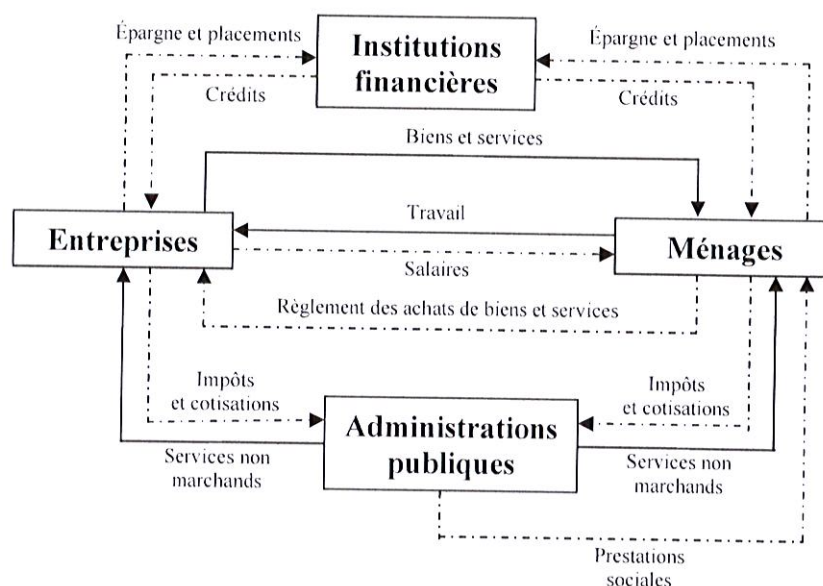 Épargne et placements
Institutions
financières
Épargne et placements
Crédits
Crédits
Biens et services
Travail
Entreprises
Ménages
Salaires
Règlement des achats de biens et services
Impôts
et cotisations
Impôts
et cotisations
Administrations
publiques
Services non
marchands
Services non
marchands
Prestations
sociales